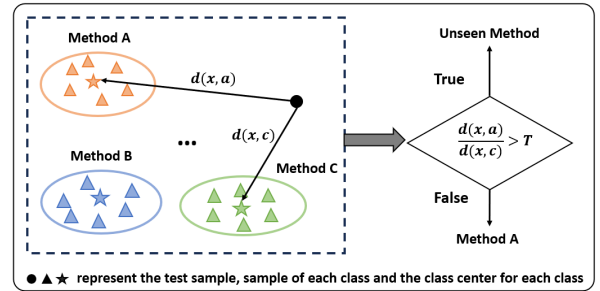 Method A
d(x, a)
d(x, c)
...
Method B
Method C
Unseen Method
True
d(x, a)
d(x, c)
> T
False
Method A
represent the test sample, sample of each class and the class center for each class